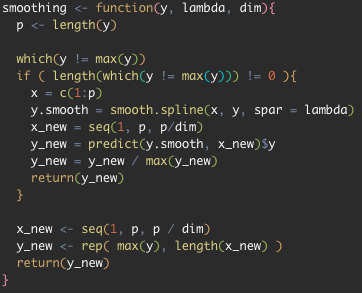 smoothing <- function(y, lambda, dim){
  p <- length(y)

  which(y != max(y))
  if ( length(which(y != max(y))) != 0 ){
    x = c(1:p)
    y.smooth = smooth.spline(x, y, spar = lambda)
    x_new = seq(1, p, p/dim)
    y_new = predict(y.smooth, x_new)$y
    y_new = y_new / max(y_new)
    return(y_new)
  }

  x_new <- seq(1, p, p / dim)
  y_new <- rep( max(y), length(x_new) )
  return(y_new)
}